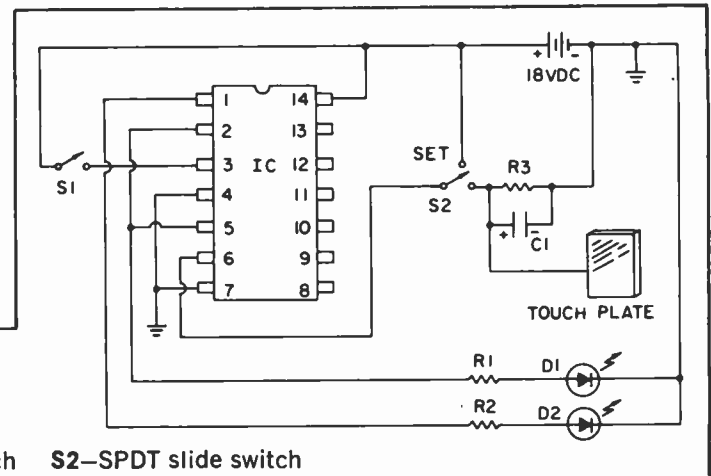 + -
18VDC
1 14
2 13
SET
3 IC 12
R3
S1
4 11
S2
5 10
+ - C1
6 9
7 8
TOUCH PLATE
R1 D1
R2 D2
ch S2–SPDT slide switch